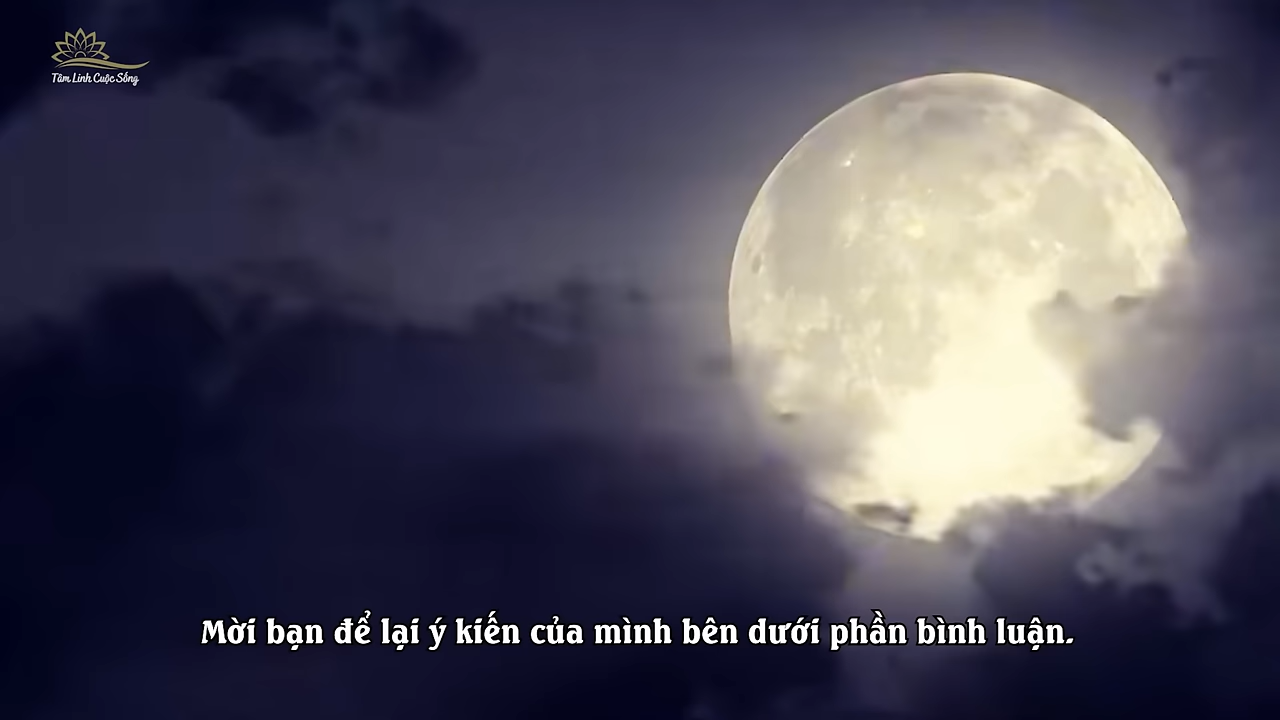 Tâm Linh Cuộc Sống
Mời bạn để lại ý kiến của mình bên dưới phần bình luận.